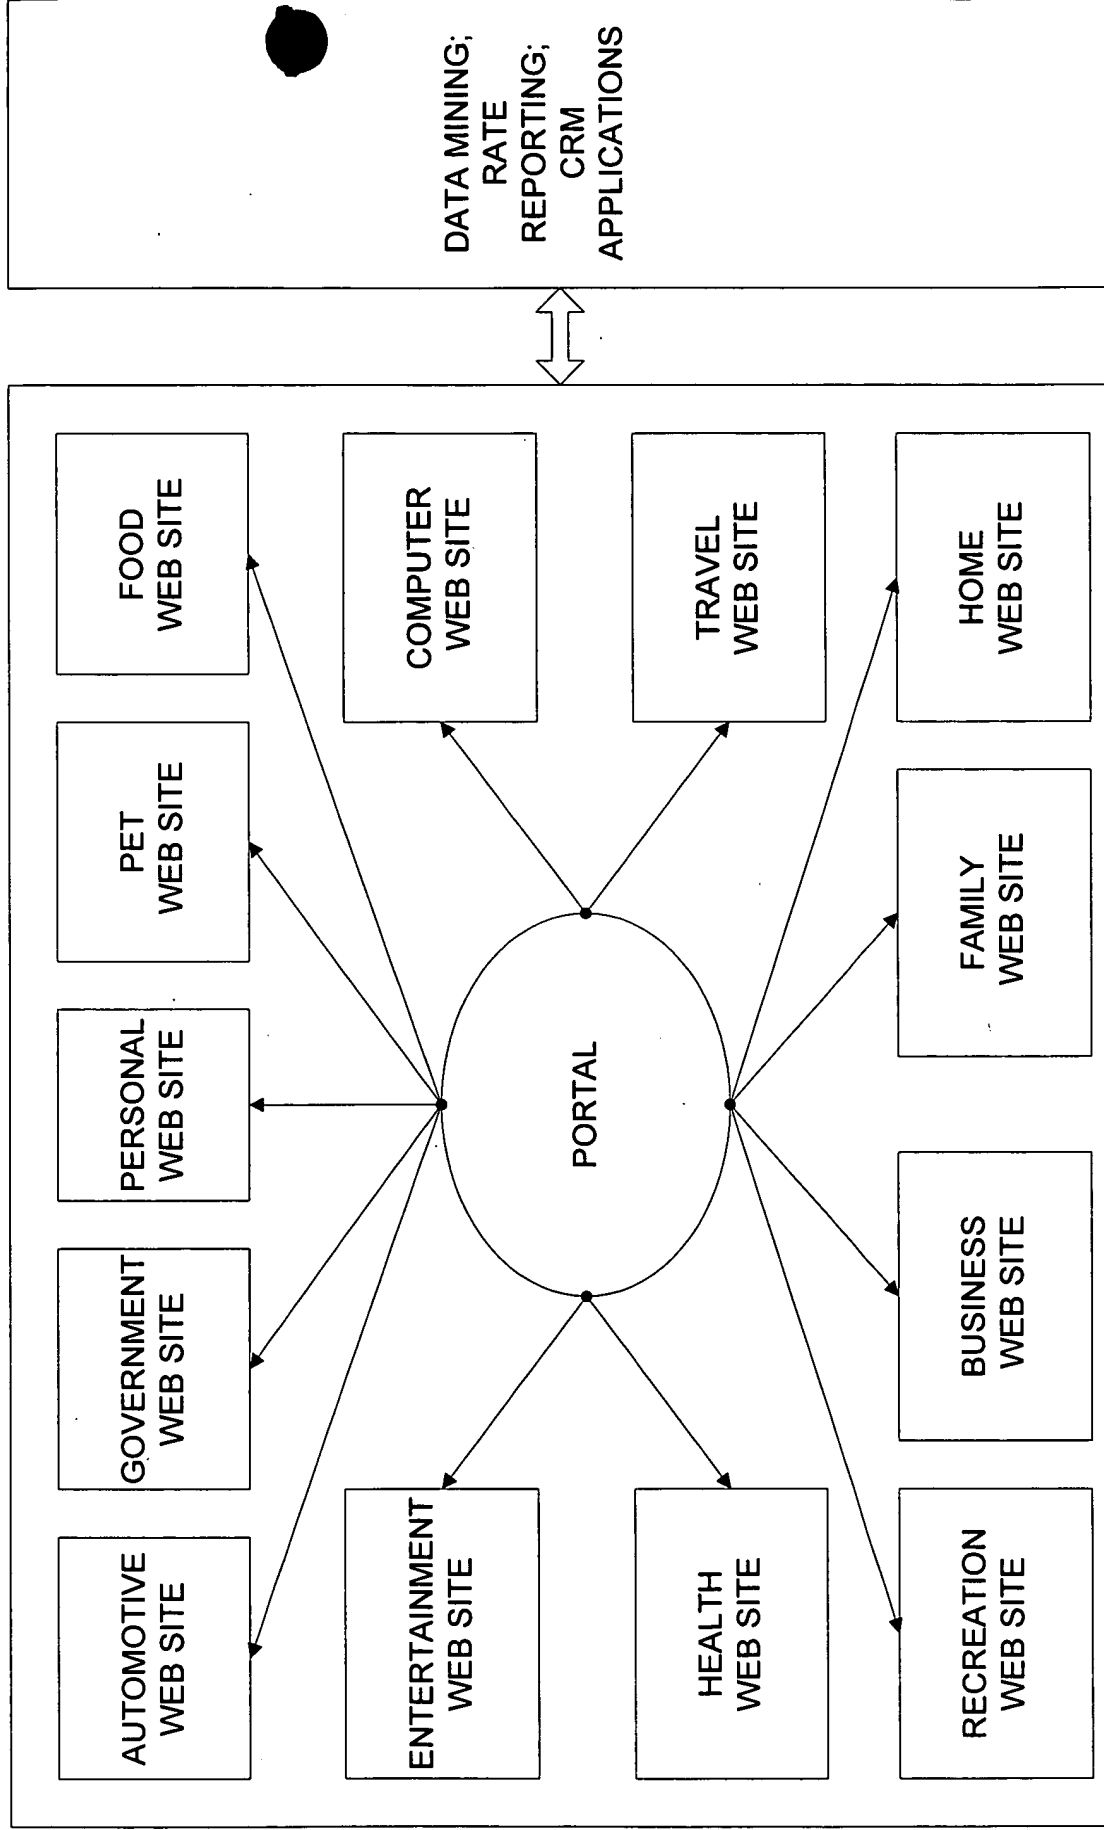 AUTOMOTIVE
WEB SITE
GOVERNMENT
WEB SITE
PERSONAL
WEB SITE
PET
WEB SITE
FOOD
WEB SITE
ENTERTAINMENT
WEB SITE
COMPUTER
WEB SITE
PORTAL
HEALTH
WEB SITE
TRAVEL
WEB SITE
RECREATION
WEB SITE
BUSINESS
WEB SITE
FAMILY
WEB SITE
HOME
WEB SITE
DATA MINING;
RATE
REPORTING;
CRM
APPLICATIONS